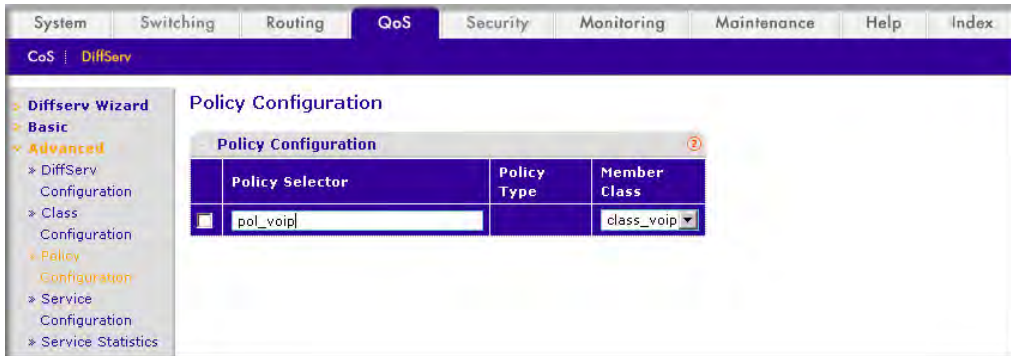 System Switching Routing QoS Security Monitoring Maintenance Help Index
CoS | DiffServ
Diffserv Wizard
Basic
Advanced
» DiffServ
Configuration
» Class
Configuration
» Policy
Configuration
» Service
Configuration
» Service Statistics
Policy Configuration
Policy Configuration ?
Policy Selector Policy Type Member Class
pol_voip class_voip